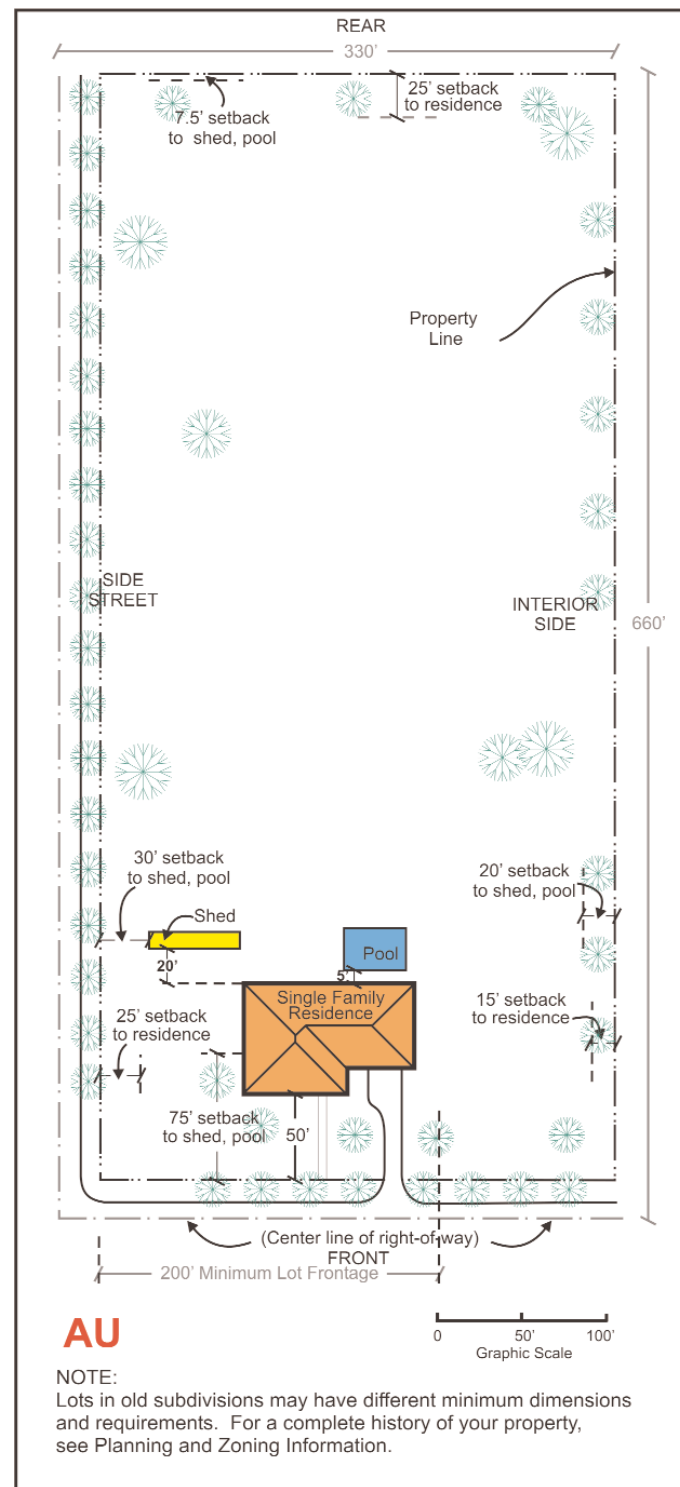 REAR
330’
25’ setback
to residence
7.5’ setback
to shed, pool
Property
Line
SIDE
STREET
INTERIOR
SIDE
660’
30’ setback
to shed, pool
20’ setback
to shed, pool
Shed
20’
Pool
5’
Single Family
Residence
25’ setback
to residence
15’ setback
to residence
75’ setback
to shed, pool
50’
(Center line of right-of-way)
FRONT
200’ Minimum Lot Frontage
AU
0 50’ 100’
Graphic Scale
NOTE:
Lots in old subdivisions may have different minimum dimensions
and requirements. For a complete history of your property,
see Planning and Zoning Information.